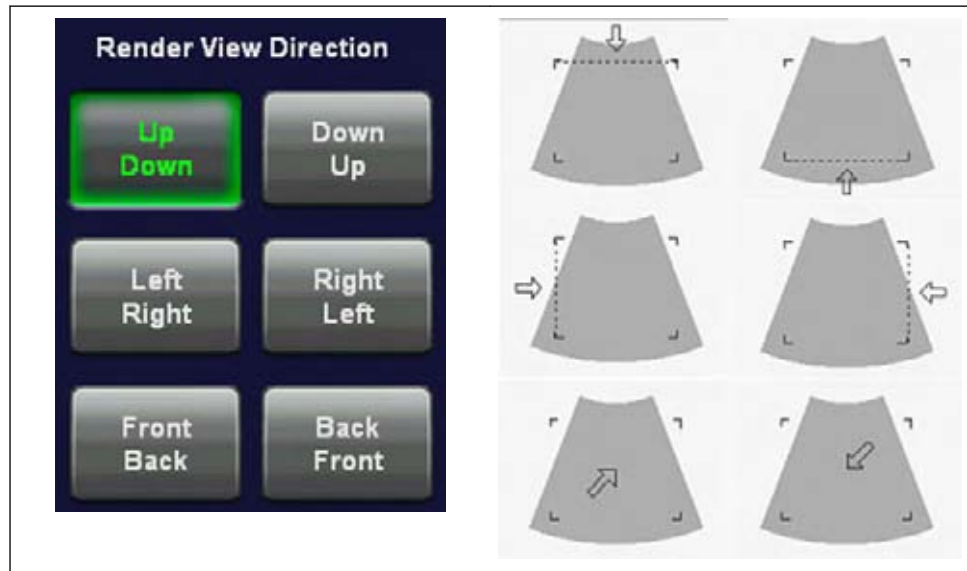 Render View Direction
Up
Down
Down
Up
Left
Right
Right
Left
Front
Back
Back
Front